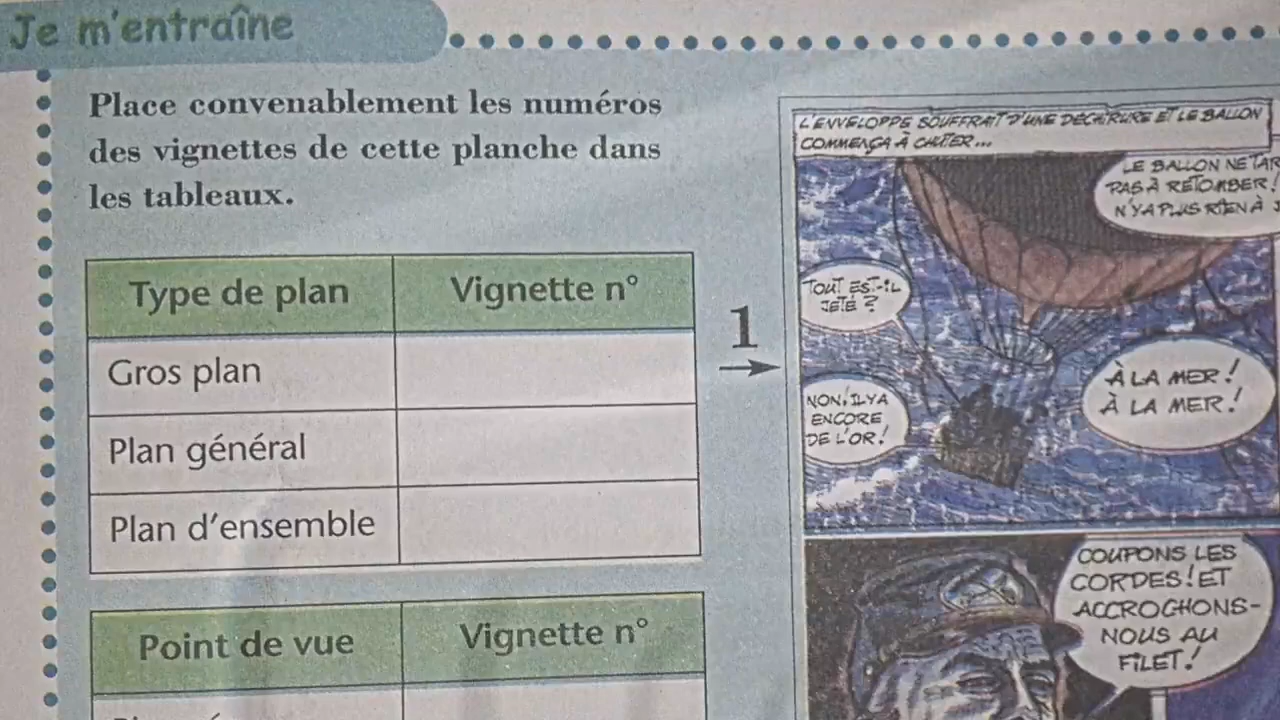 Je m'entraîne
Place convenablement les numéros
des vignettes de cette planche dans
les tableaux.
Type de plan Vignette n°
Gros plan
Plan général
Plan d'ensemble
Point de vue Vignette n°
1
L'ENVELOPPE SOUFFRAIT D'UNE DÉCHIRURE ET LE BALLON
COMMENÇA À CHUTER...
LE BALLON NE
PAS À RETOMBER!
N'Y A PLUS RIEN À
TOUT EST-IL
JETÉ ?
NON, IL Y A
ENCORE
DE L'OR!
À LA MER!
À LA MER!
COUPONS LES
CORDES! ET
ACCROCHONS-
NOUS AU
FILET!